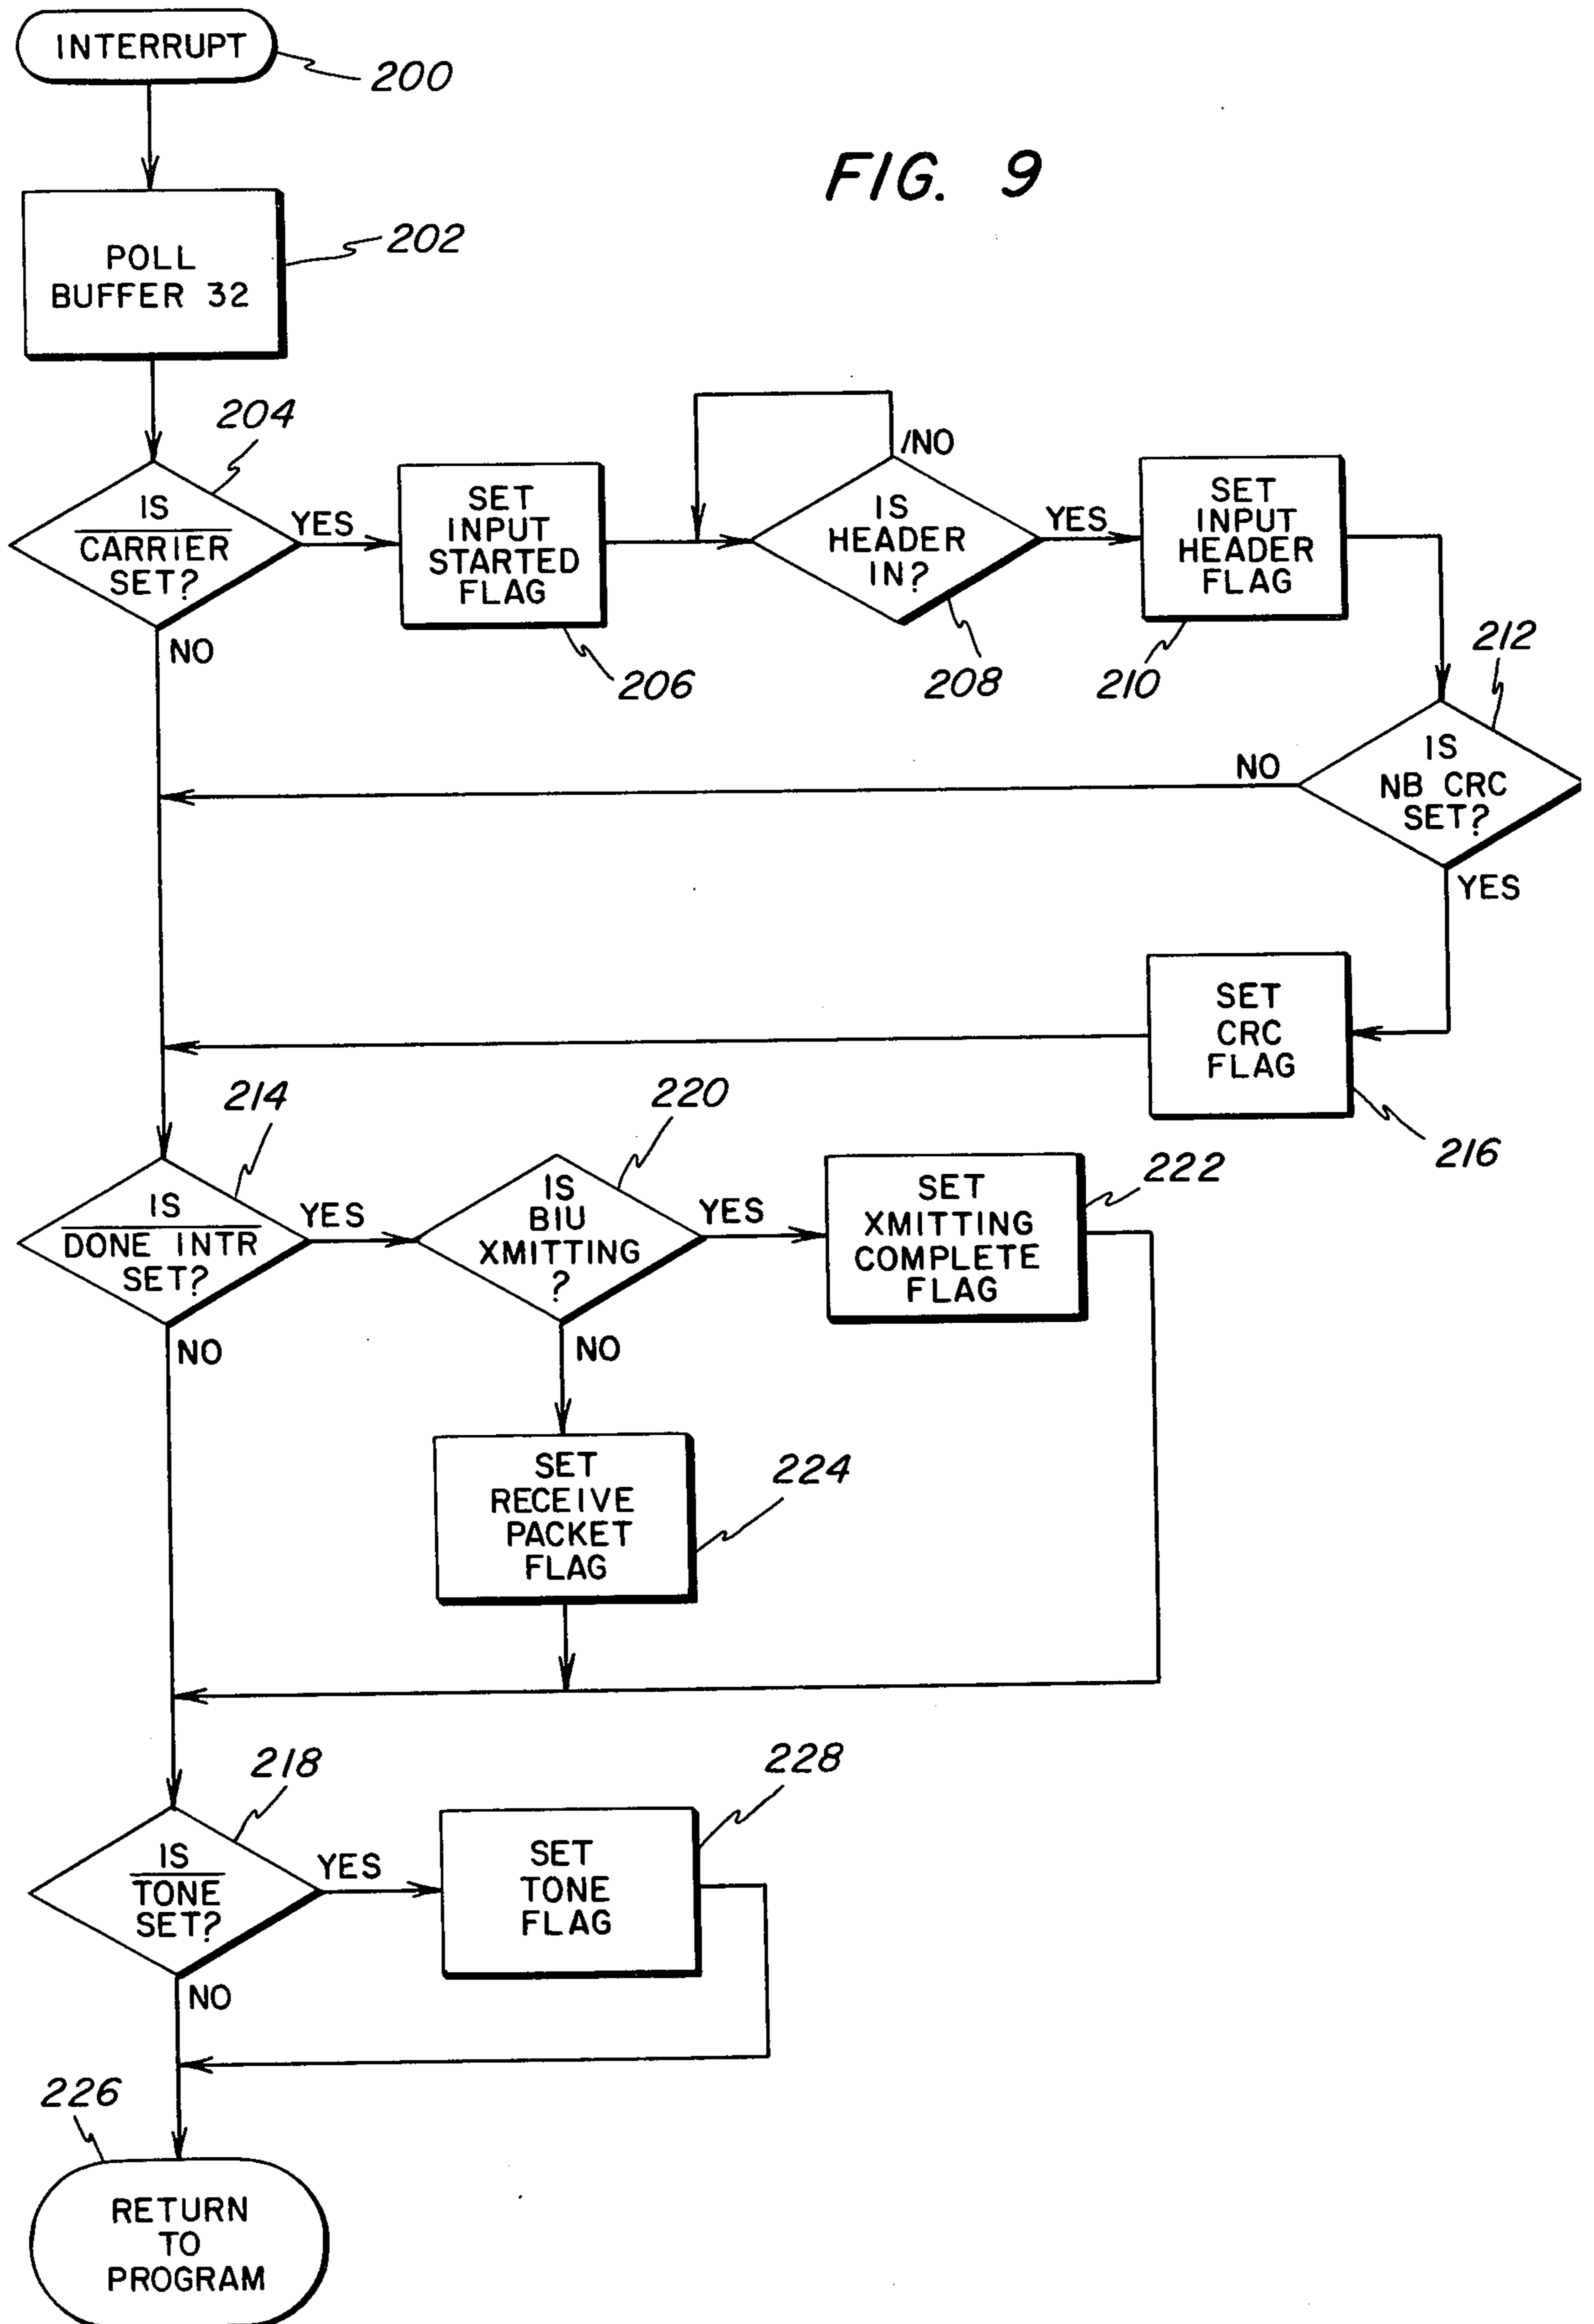 INTERRUPT
200
FIG. 9
POLL
BUFFER 32
202
204
IS
CARRIER
SET?
YES
NO
SET
INPUT
STARTED
FLAG
206
/NO
IS
HEADER
IN?
YES
208
SET
INPUT
HEADER
FLAG
210
212
IS
NB CRC
SET?
NO
YES
SET
CRC
FLAG
216
214
IS
DONE INTR
SET?
YES
NO
220
IS
BIU
XMITTING
?
YES
NO
SET
XMITTING
COMPLETE
FLAG
222
SET
RECEIVE
PACKET
FLAG
224
218
IS
TONE
SET?
YES
NO
SET
TONE
FLAG
228
226
RETURN
TO
PROGRAM